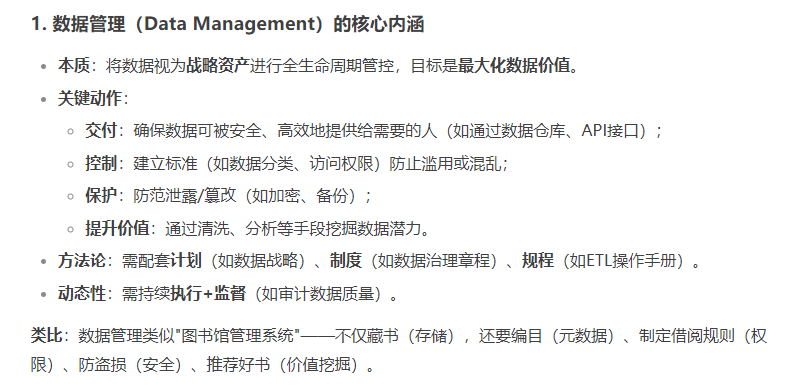 1. 数据管理（Data Management）的核心内涵
本质：将数据视为战略资产进行全生命周期管控，目标是最大化数据价值。
关键动作：
交付：确保数据可被安全、高效地提供给需要的人（如通过数据仓库、API接口）；
控制：建立标准（如数据分类、访问权限）防止滥用或混乱；
保护：防范泄露/篡改（如加密、备份）；
提升价值：通过清洗、分析等手段挖掘数据潜力。
方法论：需配套计划（如数据战略）、制度（如数据治理章程）、规程（如ETL操作手册）。
动态性：需持续执行+监督（如审计数据质量）。
类比：数据管理类似"图书馆管理系统"——不仅藏书（存储），还要编目（元数据）、制定借阅规则（权
限）、防盗损（安全）、推荐好书（价值挖掘）。